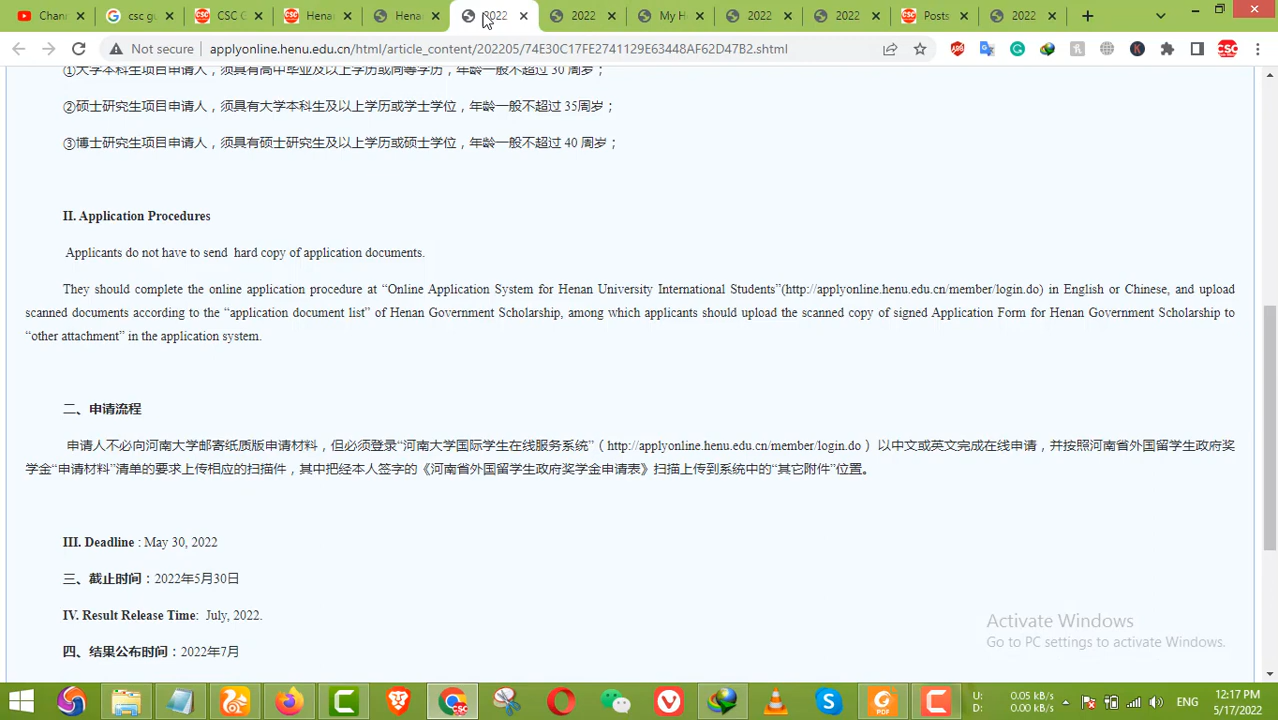 Chann
csc gu
CSC G
Henan
Henan
2022
2022
My H
2022
2022
Posts
2022
Not secure
applyonline.henu.edu.cn/html/article_content/202205/74E30C17FE2741129E63448AF62D47B2.shtml
①大学本科生项目申请人，须具有高中毕业及以上学历或同等学历，年龄一般不超过 30 周岁；
②硕士研究生项目申请人，须具有大学本科生及以上学历或学士学位，年龄一般不超过 35周岁；
③博士研究生项目申请人，须具有硕士研究生及以上学历或硕士学位，年龄一般不超过 40 周岁；
II. Application Procedures
Applicants do not have to send hard copy of application documents.
They should complete the online application procedure at “Online Application System for Henan University International Students”(http://applyonline.henu.edu.cn/member/login.do) in English or Chinese, and upload
scanned documents according to the “application document list” of Henan Government Scholarship, among which applicants should upload the scanned copy of signed Application Form for Henan Government Scholarship to
“other attachment” in the application system.
二、申请流程
申请人不必向河南大学邮寄纸质版申请材料，但必须登录“河南大学国际学生在线服务系统”（http://applyonline.henu.edu.cn/member/login.do ）以中文或英文完成在线申请，并按照河南省外国留学生政府奖
学金“申请材料”清单的要求上传相应的扫描件，其中把经本人签字的《河南省外国留学生政府奖学金申请表》扫描上传到系统中的“其它附件”位置。
III. Deadline : May 30, 2022
三、截止时间：2022年5月30日
IV. Result Release Time: July, 2022.
四、结果公布时间：2022年7月
Activate Windows
Go to PC settings to activate Windows.
U: 0.05 kB/s
D: 0.00 kB/s
ENG
12:17 PM
5/17/2022